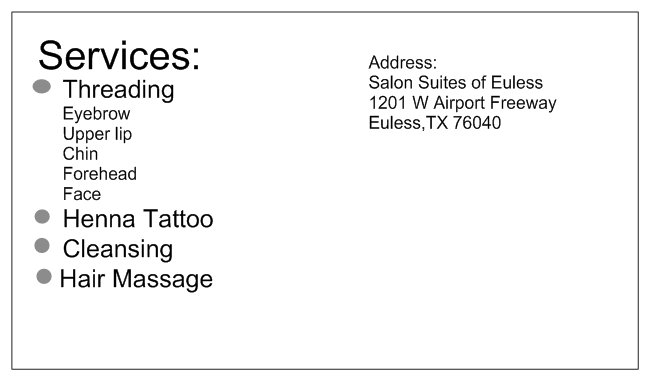 Services:
Threading
Eyebrow
Upper lip
Chin
Forehead
Face
Henna Tattoo
Cleansing
Hair Massage
Address:
Salon Suites of Euless
1201 W Airport Freeway
Euless,TX 76040